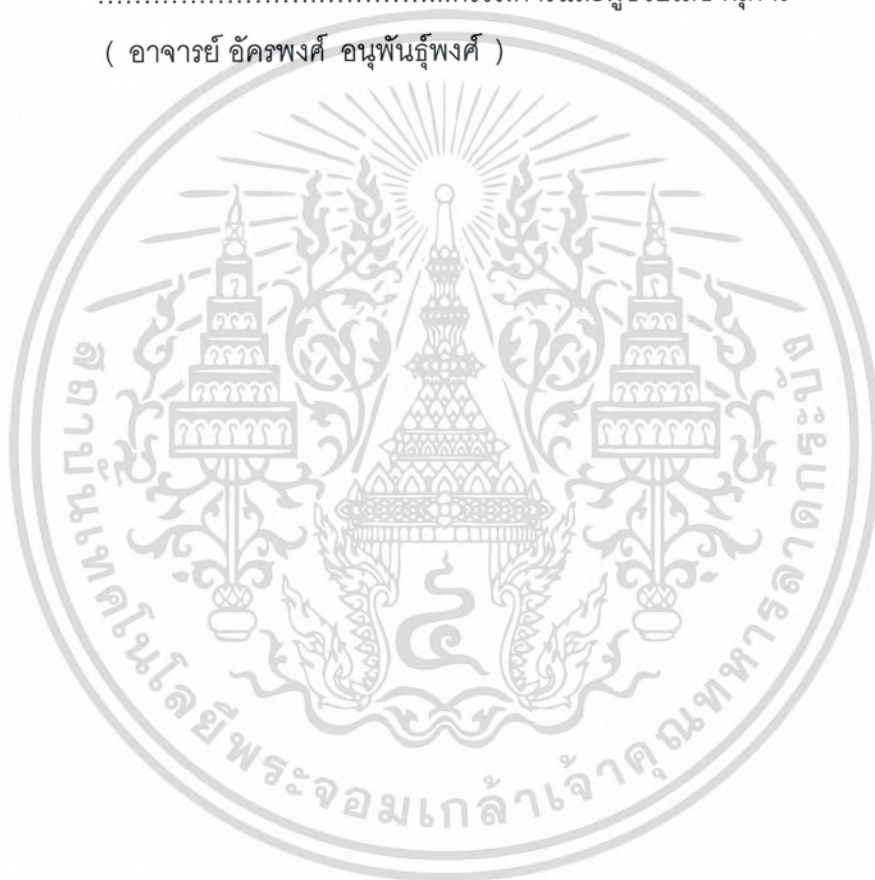 ( อาจารย์ อัครพงศ์ อนุพันธุ์พงศ์ )
สถาบันเทคโนโลยีพระจอมเกล้าเจ้าคุณทหารลาดกระบัง
๔